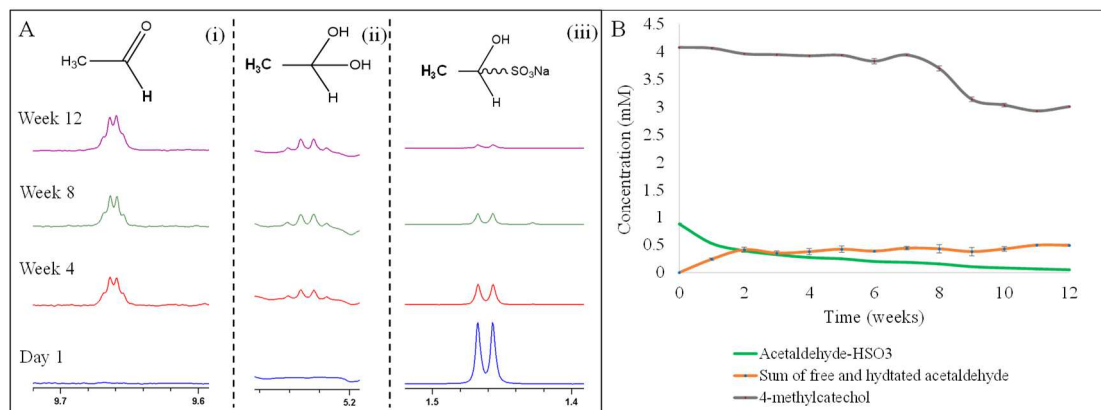 A
(i)
(ii)
(iii)
O
H₃C
H
OH
H₃C
OH
H
OH
H₃C
SO₃Na
H
Week 12
Week 8
Week 4
Day 1
9.7
9.6
5.2
1.5
1.4
B
Concentration (mM)
4.5
4
3.5
3
2.5
2
1.5
1
0.5
0
0
2
4
6
8
10
12
Time (weeks)
Acetaldehyde-HSO3
Sum of free and hydtated acetaldehyde
4-methylcatechol